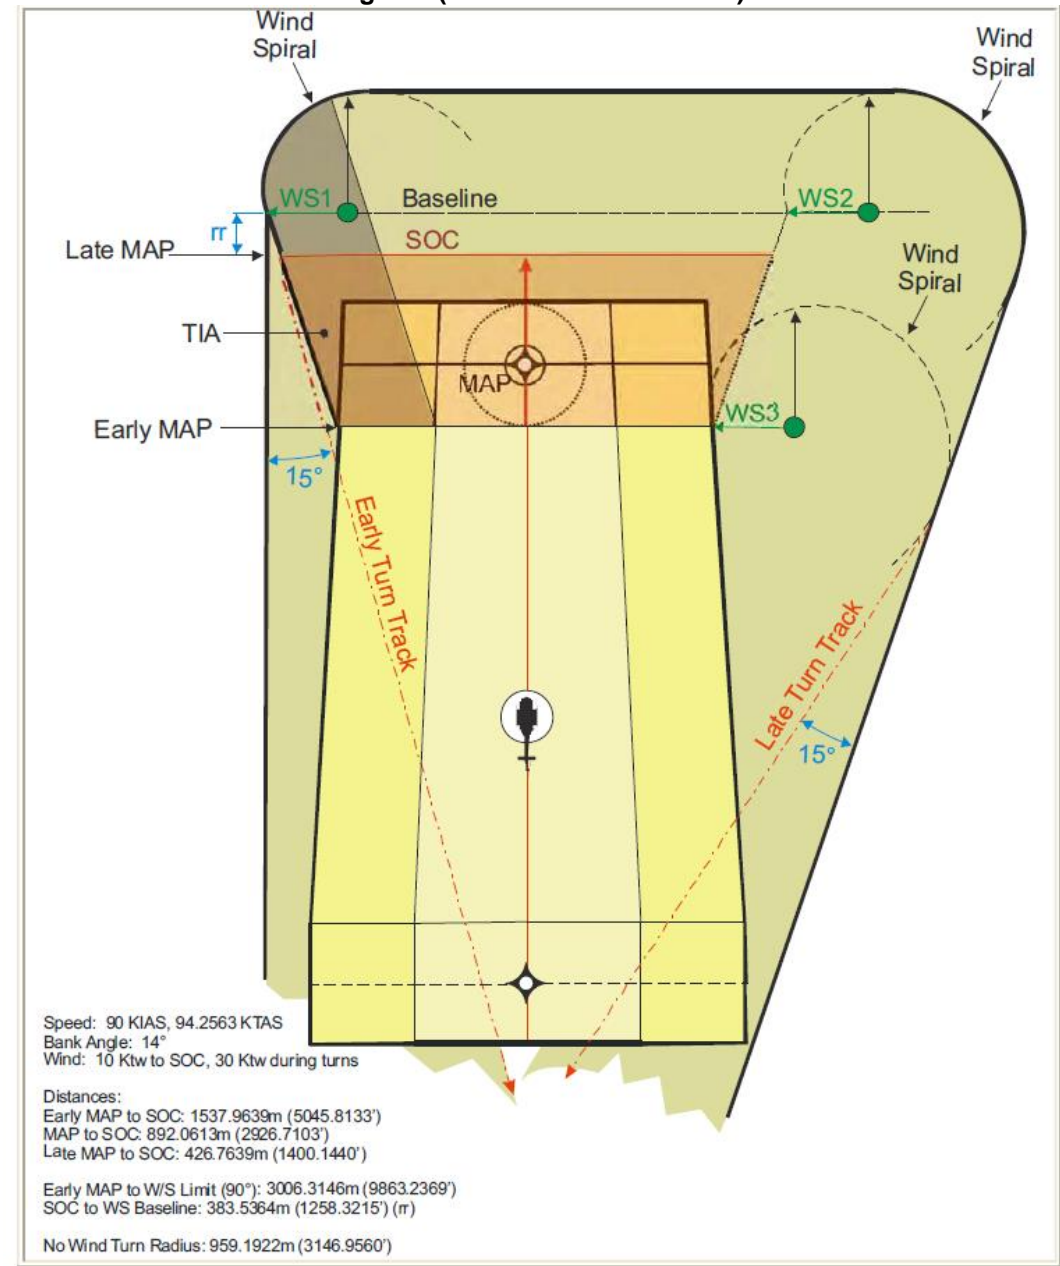 Wind
Spiral
Wind
Spiral
WS1
Baseline
WS2
rr
SOC
Late MAP
Wind
Spiral
TIA
MAP
WS3
Early MAP
15°
Early Turn Track
Late Turn Track
15°
Speed: 90 KIAS, 94.2563 KTAS
Bank Angle: 14°
Wind: 10 Ktw to SOC, 30 Ktw during turns
Distances:
Early MAP to SOC: 1537.9639m (5045.8133')
MAP to SOC: 892.0613m (2926.7103')
Late MAP to SOC: 426.7639m (1400.1440')
Early MAP to W/S Limit (90°): 3006.3146m (9863.2369')
SOC to WS Baseline: 383.5364m (1258.3215') (rr)
No Wind Turn Radius: 959.1922m (3146.9560')